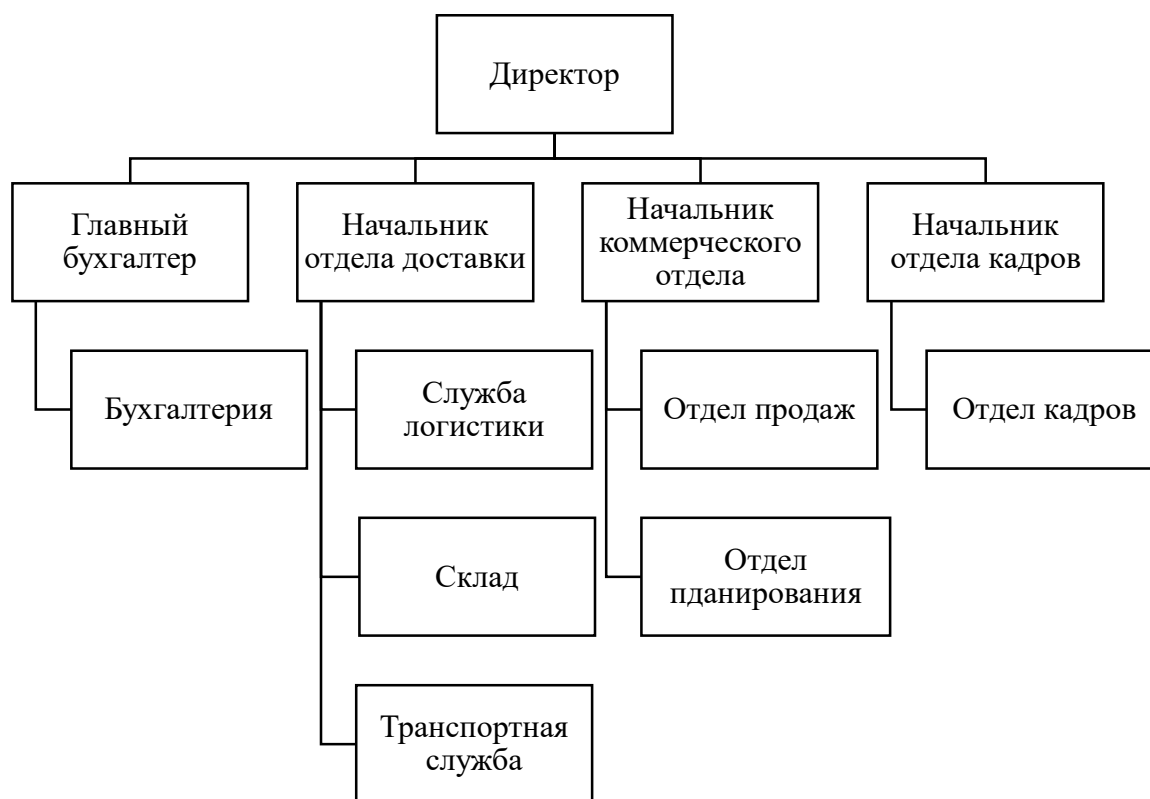 Директор
Главный
бухгалтер
Начальник
отдела доставки
Начальник
коммерческого
отдела
Начальник
отдела кадров
Бухгалтерия
Служба
логистики
Отдел продаж
Отдел кадров
Склад
Отдел
пданирования
Транспортная
служба